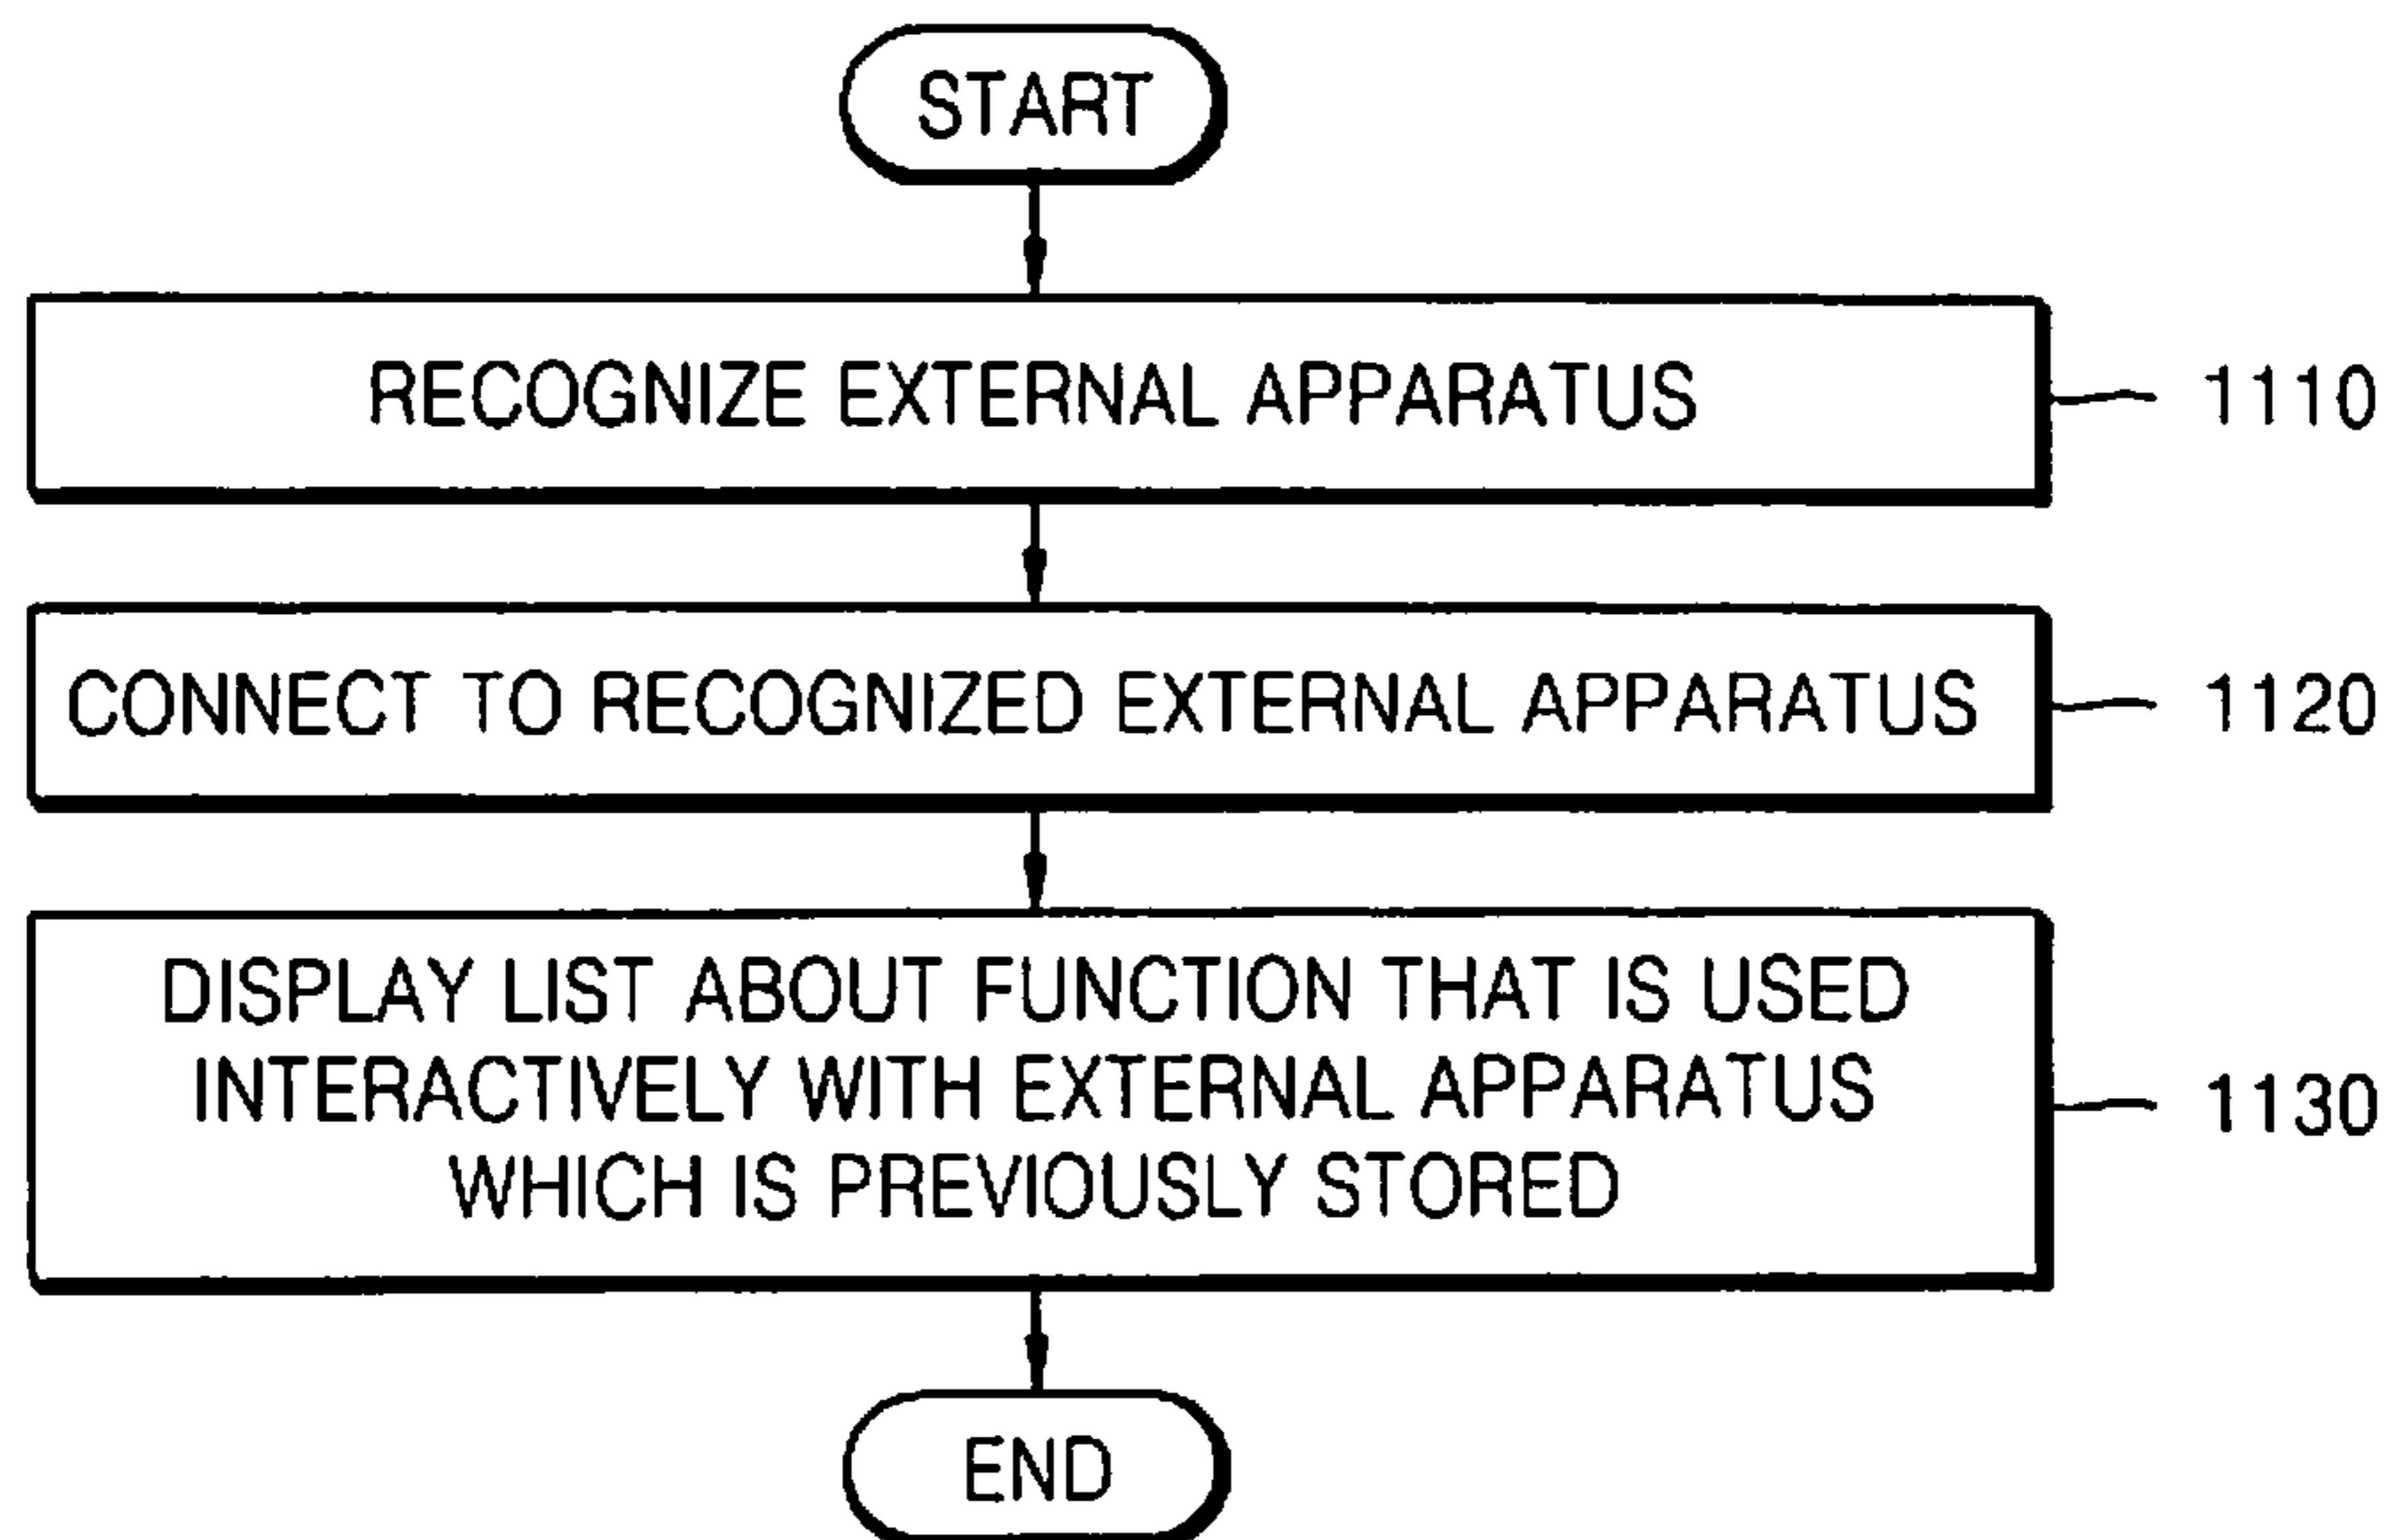 START
RECOGNIZE EXTERNAL APPARATUS
1110
CONNECT TO RECOGNIZED EXTERNAL APPARATUS
1120
DISPLAY LIST ABOUT FUNCTION THAT IS USED
INTERACTIVELY WITH EXTERNAL APPARATUS
WHICH IS PREVIOUSLY STORED
1130
END